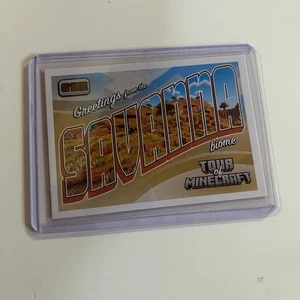 Greetings from the
SAVANNA
biome
TOUR
of
MINECRAFT